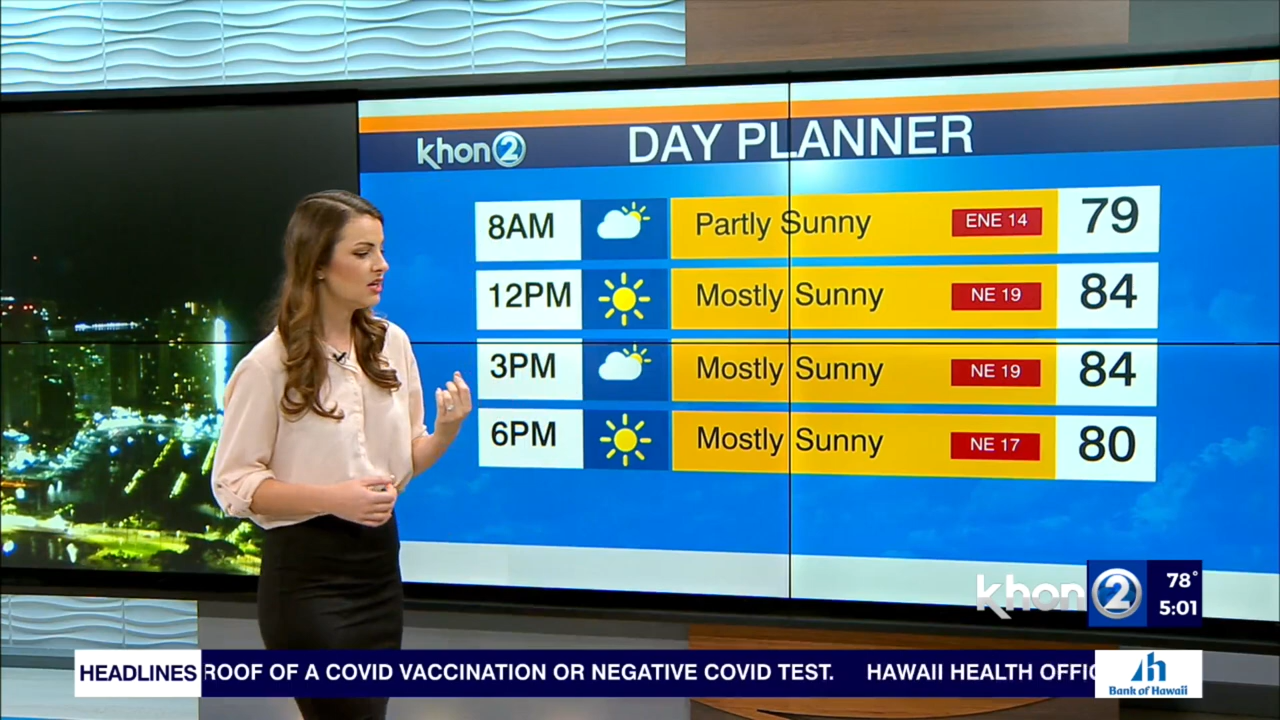 khon2 DAY PLANNER
8AM Partly Sunny ENE 14 79
12PM Mostly Sunny NE 19 84
3PM Mostly Sunny NE 19 84
6PM Mostly Sunny NE 17 80
khon 2 78°
5:01
HEADLINES ROOF OF A COVID VACCINATION OR NEGATIVE COVID TEST. HAWAII HEALTH OFFIC
Bank of Hawaii